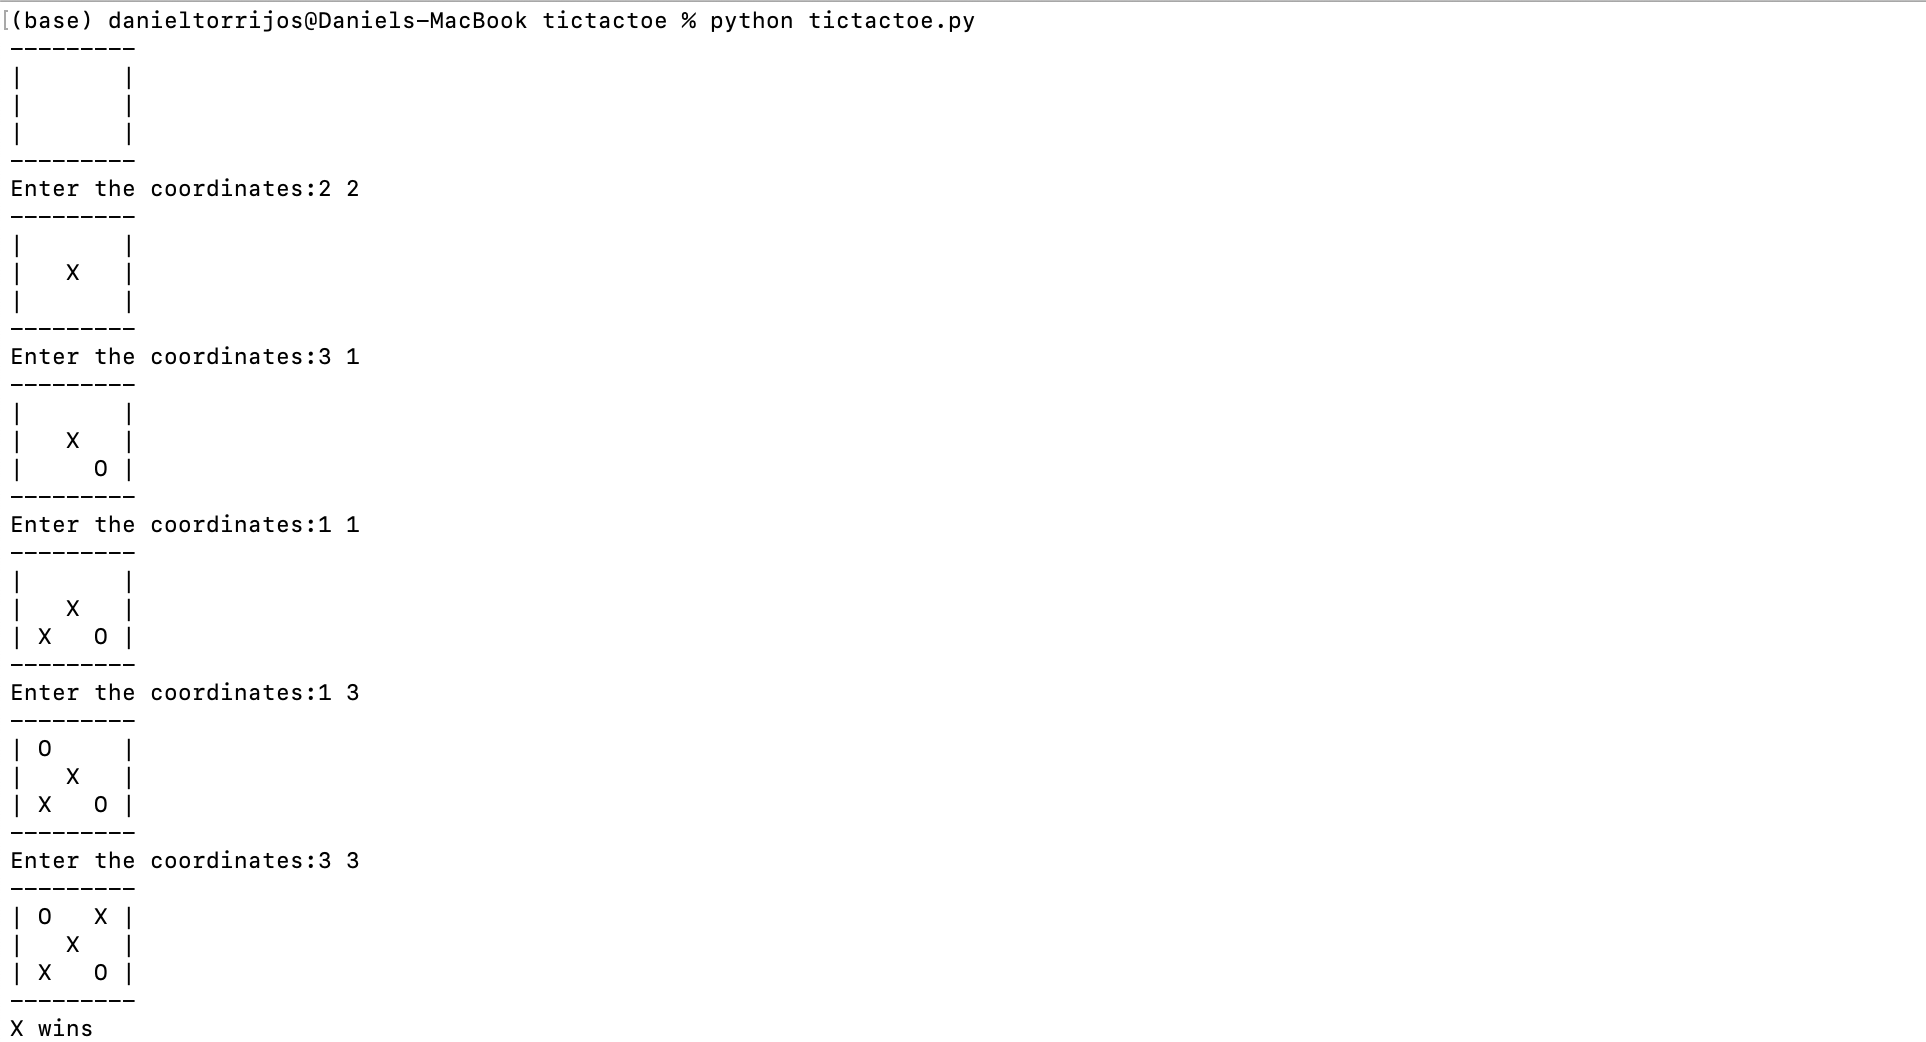 [(base) danieltorrijos@Daniels-MacBook tictactoe % python tictactoe.py
---------
|       |
|       |
|       |
---------
Enter the coordinates:2 2
---------
|       |
|   X   |
|       |
---------
Enter the coordinates:3 1
---------
|       |
|   X   |
|     O |
---------
Enter the coordinates:1 1
---------
|       |
|   X   |
| X   O |
---------
Enter the coordinates:1 3
---------
| O     |
|   X   |
| X   O |
---------
Enter the coordinates:3 3
---------
| O   X |
|   X   |
| X   O |
---------
X wins